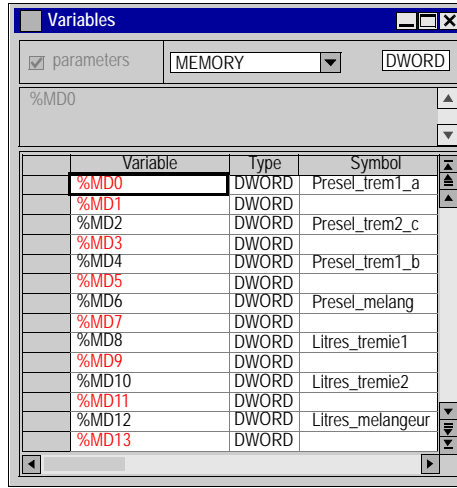 Variables
parameters MEMORY DWORD
%MD0
Variable Type Symbol
%MD0 DWORD Presel_trem1_a
%MD1 DWORD
%MD2 DWORD Presel_trem2_c
%MD3 DWORD
%MD4 DWORD Presel_trem1_b
%MD5 DWORD
%MD6 DWORD Presel_melang
%MD7 DWORD
%MD8 DWORD Litres_tremie1
%MD9 DWORD
%MD10 DWORD Litres_tremie2
%MD11 DWORD
%MD12 DWORD Litres_melangeur
%MD13 DWORD